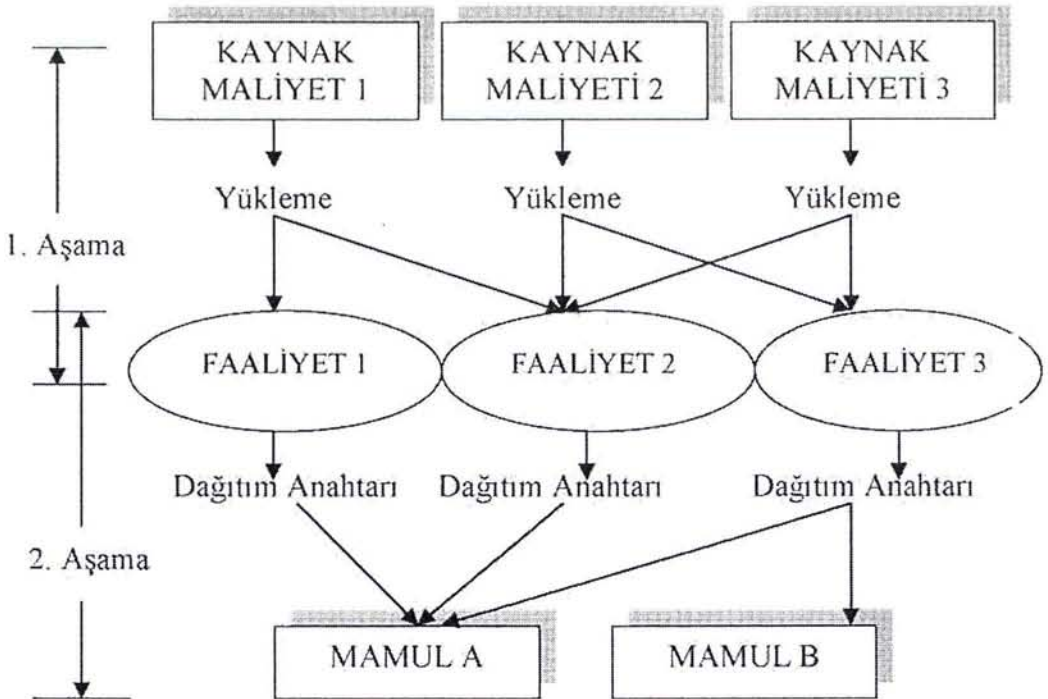 KAYNAK
MALİYET 1
KAYNAK
MALİYETİ 2
KAYNAK
MALİYETİ 3
Yükleme
Yükleme
Yükleme
1. Aşama
FAALİYET 1
FAALİYET 2
FAALİYET 3
Dağıtım Anahtarı
Dağıtım Anahtarı
Dağıtım Anahtarı
2. Aşama
MAMUL A
MAMUL B